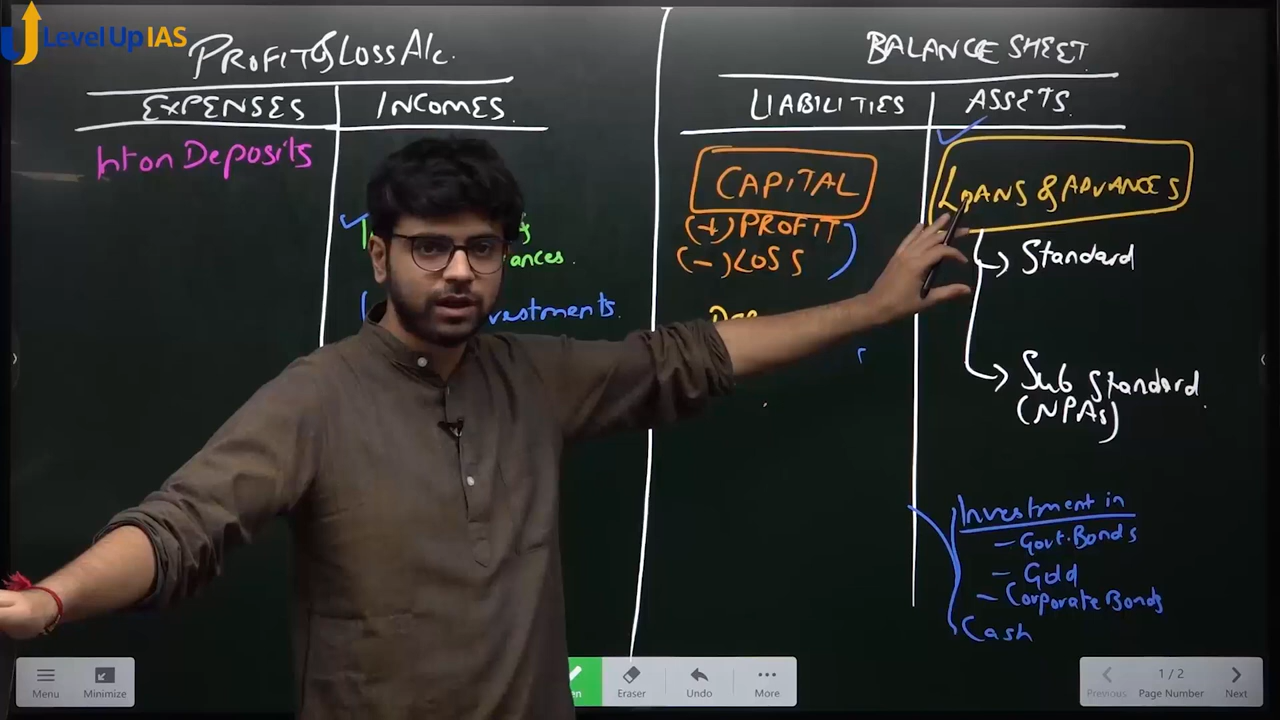 Level Up IAS
PROFIT & LOSS A/c.
EXPENSES
INCOMES.
Int on Deposits
ances.
vestments.
BALANCE SHEET
LIABILITIES
ASSETS.
CAPITAL
(+) PROFIT
(-) LOSS
LOANS & ADVANCES
Standard
Sub Standard
(NPAs)
Investment in
- Govt. Bonds
- Gold
- Corporate Bonds
Cash
Menu
Minimize
Eraser
Undo
More
Previous
1 / 2
Page Number
Next